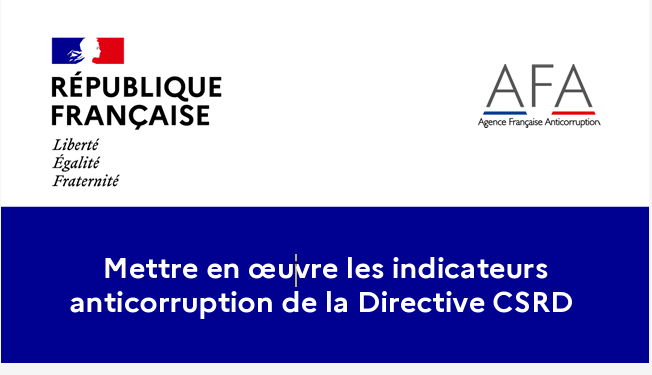 RÉPUBLIQUE
FRANÇAISE
Liberté
Égalité
Fraternité
AFA
Agence Française Anticorruption
Mettre en œuvre les indicateurs
anticorruption de la Directive CSRD